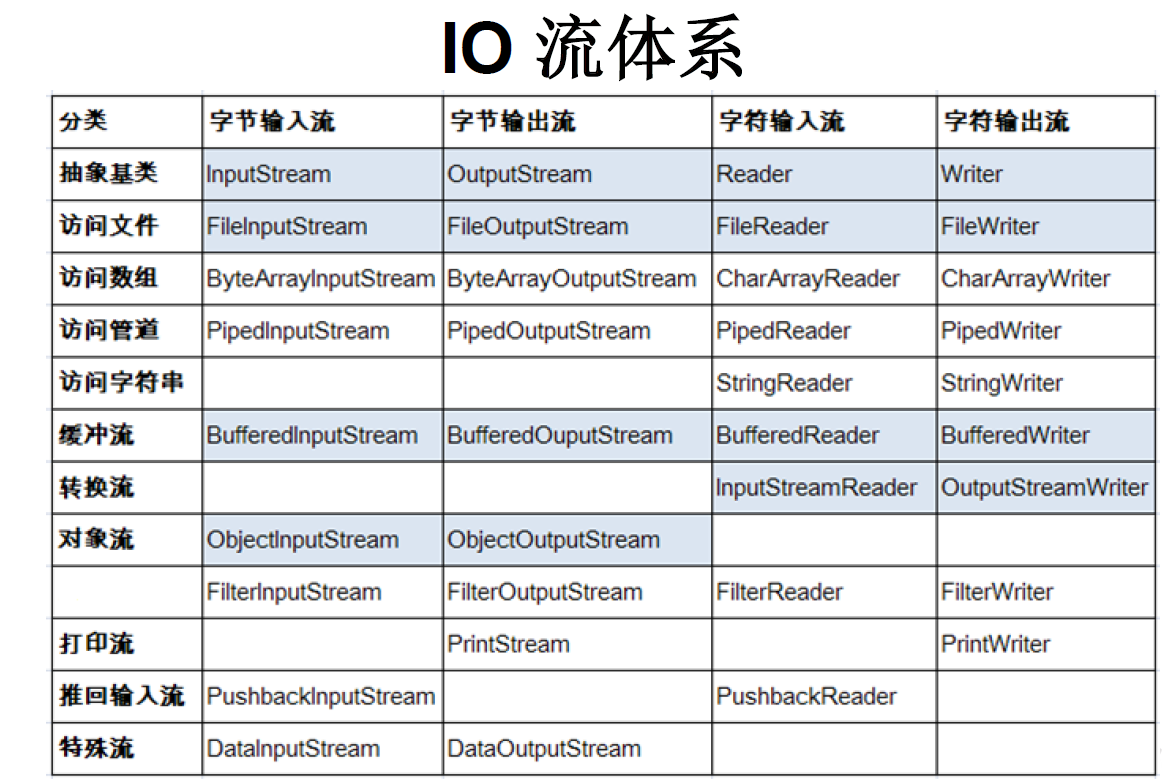 IO 流体系
分类 字节输入流 字节输出流 字符输入流 字符输出流
抽象基类 InputStream OutputStream Reader Writer
访问文件 FileInputStream FileOutputStream FileReader FileWriter
访问数组 ByteArrayInputStream ByteArrayOutputStream CharArrayReader CharArrayWriter
访问管道 PipedInputStream PipedOutputStream PipedReader PipedWriter
访问字符串 StringReader StringWriter
缓冲流 BufferedInputStream BufferedOuputStream BufferedReader BufferedWriter
转换流 InputStreamReader OutputStreamWriter
对象流 ObjectInputStream ObjectOutputStream
FilterInputStream FilterOutputStream FilterReader FilterWriter
打印流 PrintStream PrintWriter
推回输入流 PushbackInputStream PushbackReader
特殊流 DataInputStream DataOutputStream